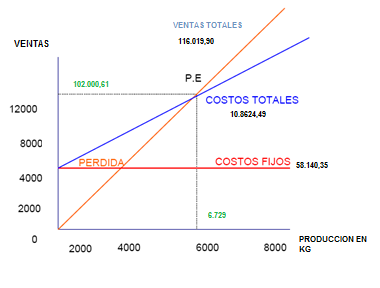 VENTAS TOTALES
VENTAS
116.019,90
P.E
102,000,61
COSTOS TOTALES
12000
10.8624,49
8000
PERDIDA
COSTOS FIJOS
58.140,35
4000
2000
6.729
0
2000
4000
6000
8000
PRODUCCION EN
KG